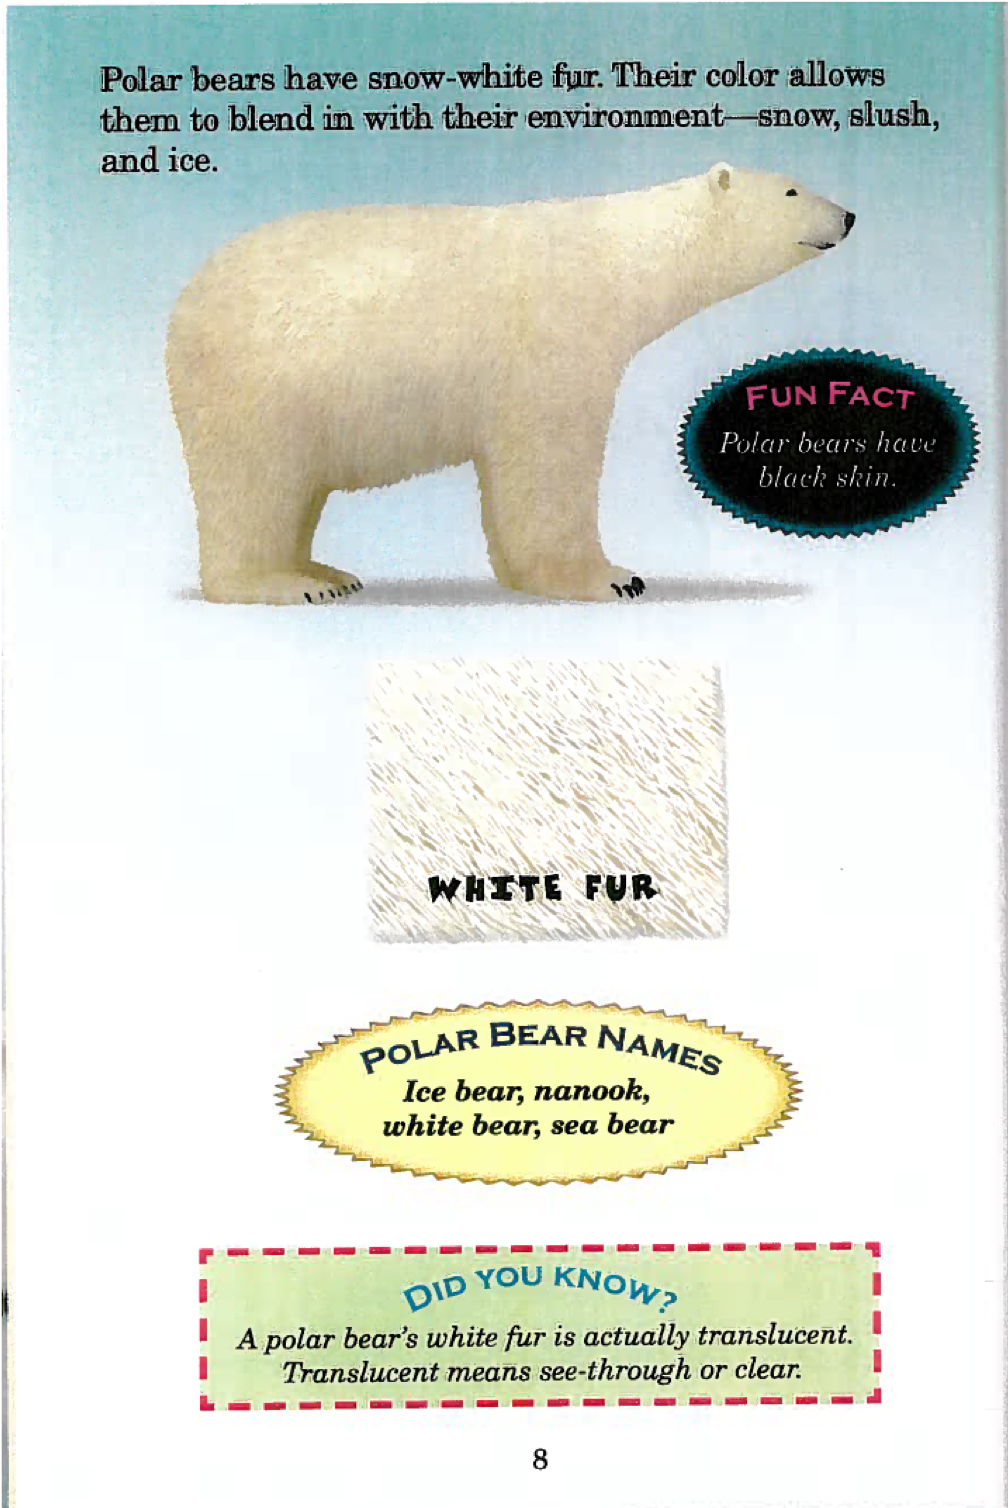 Polar bears have snow-white fur. Their color allows
them to blend in with their environment—snow, slush,
and ice.
FUN FACT
Polar bears have
black skin.
WHITE FUR
POLAR BEAR NAMES
Ice bear, nanook,
white bear, sea bear
DID YOU KNOW?
A polar bear's white fur is actually translucent.
Translucent means see-through or clear.
8